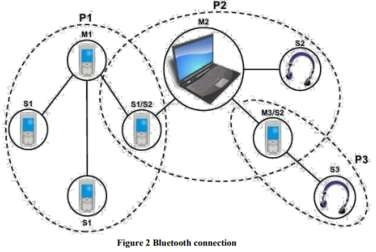 P1
P2
M1
M2
S2
S1
S1/S2
M3/S2
P3
S1
S3
Figure 2 Bluetooth connection